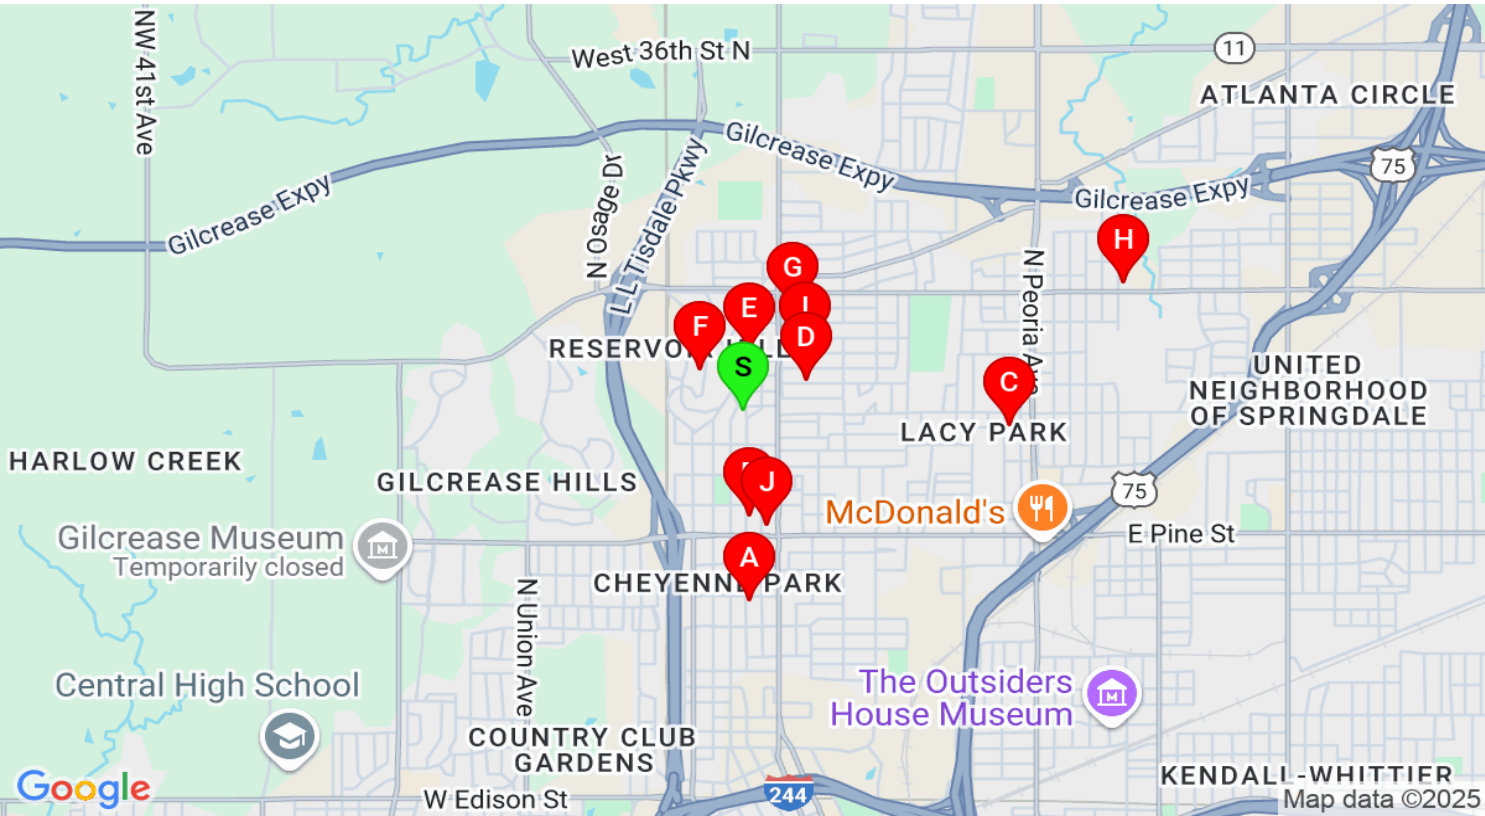 NW 41st Ave
West 36th St N
11
ATLANTA CIRCLE
Gilcrease Expy
75
Gilcrease Expy
Gilcrease Expy
N Osage Dr
L L Tisdale Pkwy
H
G
N Peoria Ave
E
I
F
D
RESERVOIR HILL
S
C
UNITED
NEIGHBORHOOD
OF SPRINGDALE
LACY PARK
HARLOW CREEK
GILCREASE HILLS
J
75
McDonald's
Gilcrease Museum
Temporarily closed
E Pine St
A
CHEYENNE PARK
N Union Ave
Central High School
The Outsiders
House Museum
COUNTRY CLUB
GARDENS
KENDALL-WHITTIER
Google
W Edison St
244
Map data ©2025